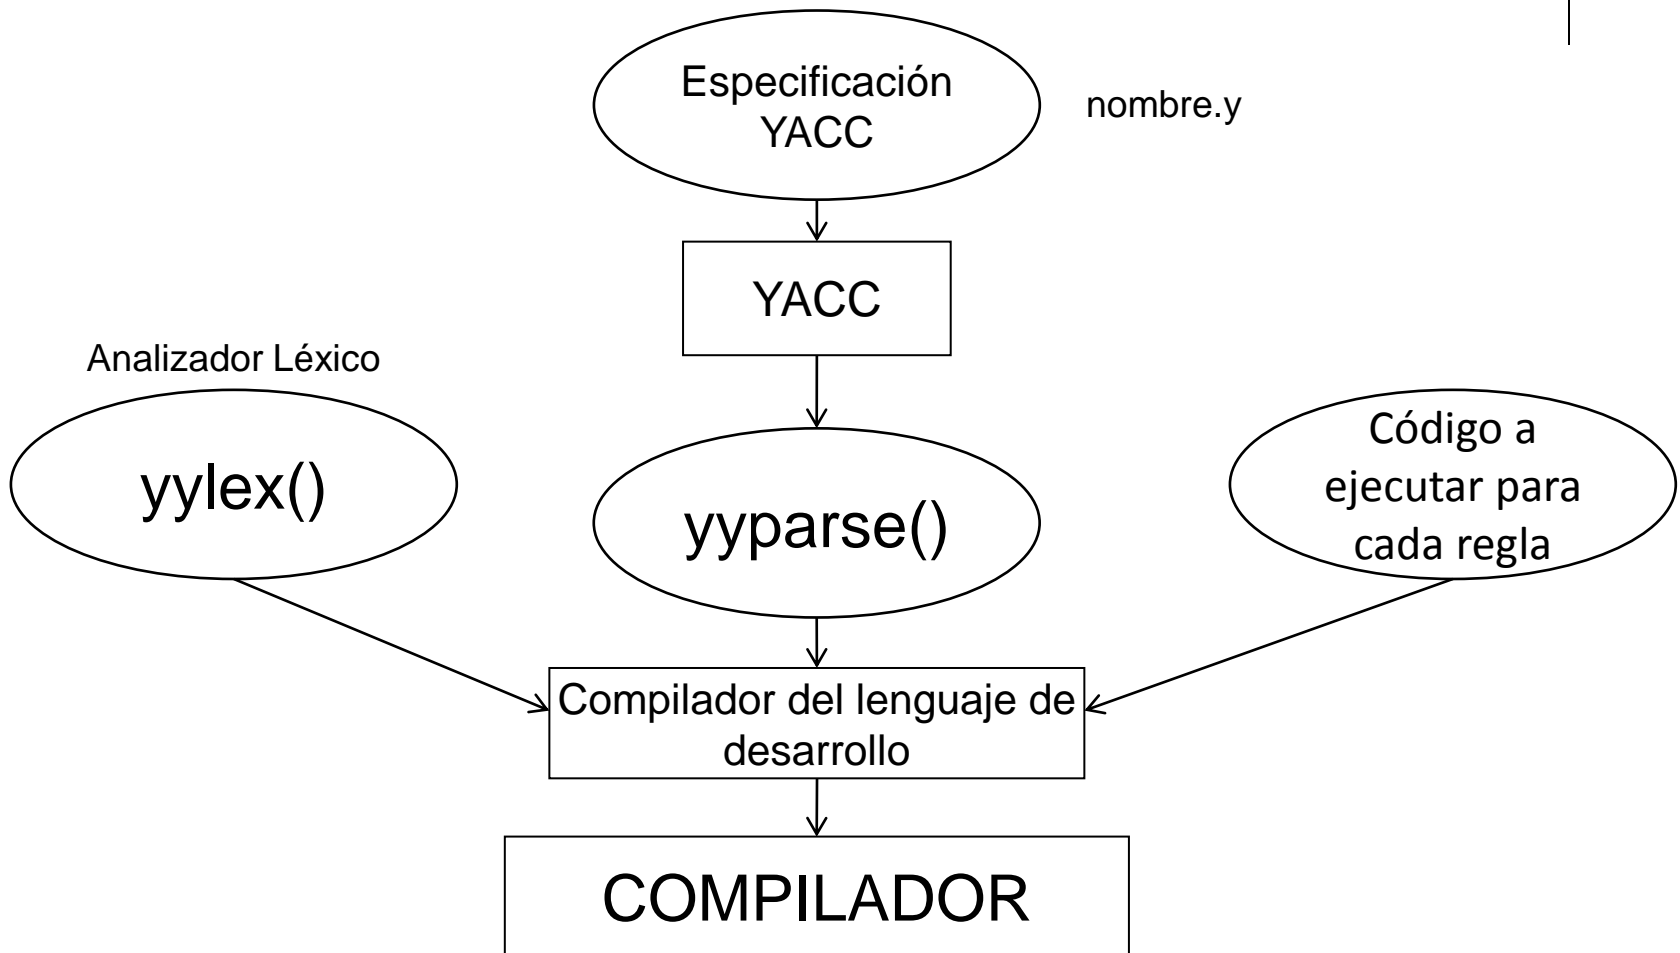 Especificación
YACC
nombre.y
YACC
Analizador Léxico
yylex()
yyparse()
Código a
ejecutar para
cada regla
Compilador del lenguaje de
desarrollo
COMPILADOR